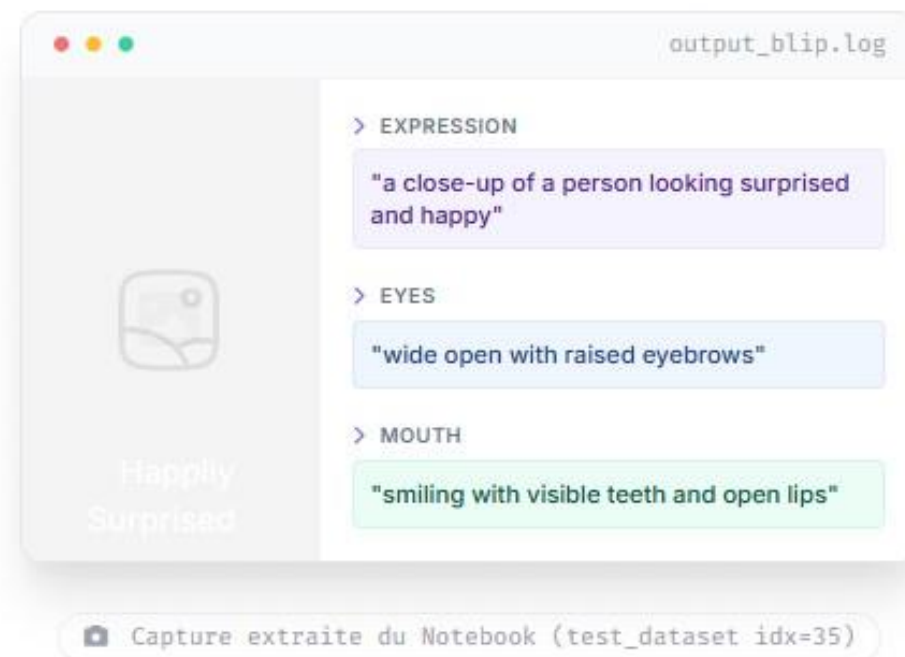 output_blip.log
EXPRESSION
"a close-up of a person looking surprised
and happy"
EYES
"wide open with raised eyebrows"
MOUTH
"smiling with visible teeth and open lips"
Happily
Surprised
Capture extraite du Notebook (test_dataset idx=35)